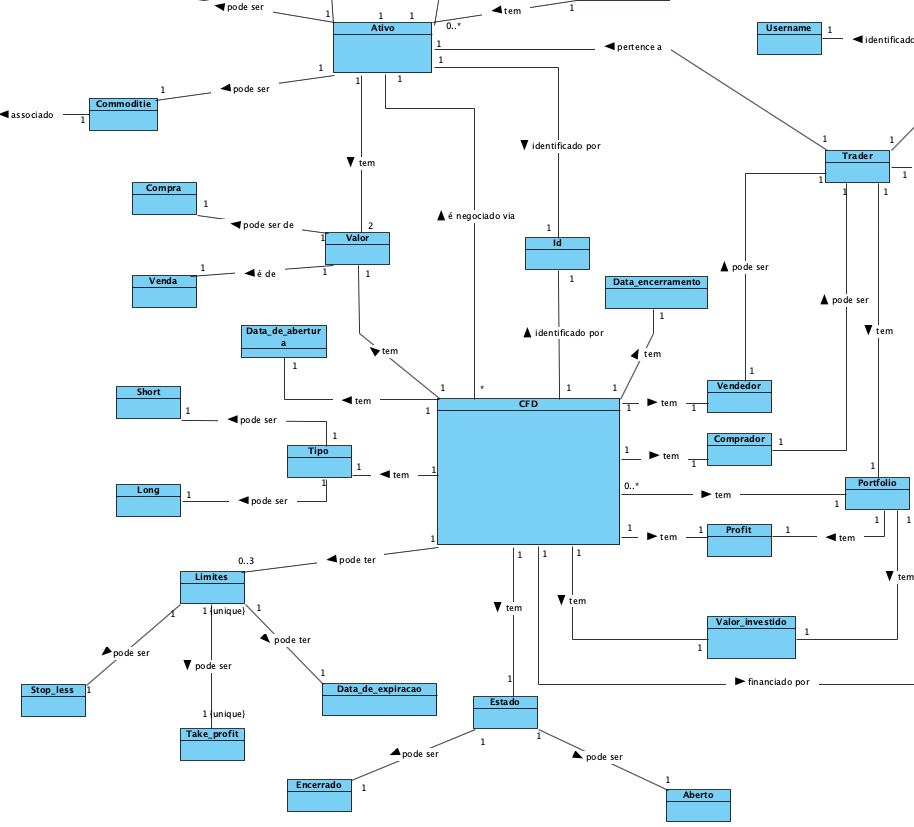 pode ser
1
1
1
tem
1
0..*
Ativo
Username
1
identificado
1
pertence a
1
1
1
1
pode ser
1
Commoditie
1
associado
1
identificado por
tem
1
1
Trader
1
1
1
1
Compra
1
pode ser de
2
1
Valor
é negociado via
1
Id
1
Venda
é de
1
1
1
Data_encerramento
1
pode ser
pode ser
tem
Data_de_abertur
a
1
identificado por
tem
tem
1
Vendedor
1
tem
1
1
*
1
1
CFD
1
tem
1
Short
1
pode ser
1
Tipo
1
tem
1
1
Comprador
1
1
tem
1
Long
1
pode ser
1
0..*
tem
1
Portfolio
1
1
1
1
tem
1
Profit
1
tem
1
pode ter
0..3
Limites
1
1 {unique}
1
1
1
1
tem
tem
tem
pode ser
pode ser
pode ter
Valor_investido
1
1
1
Stop_less
1
1 {unique}
Take_profit
Data_de_expiracao
1
financiado por
Estado
1
1
pode ser
pode ser
Encerrado
1
1
Aberto